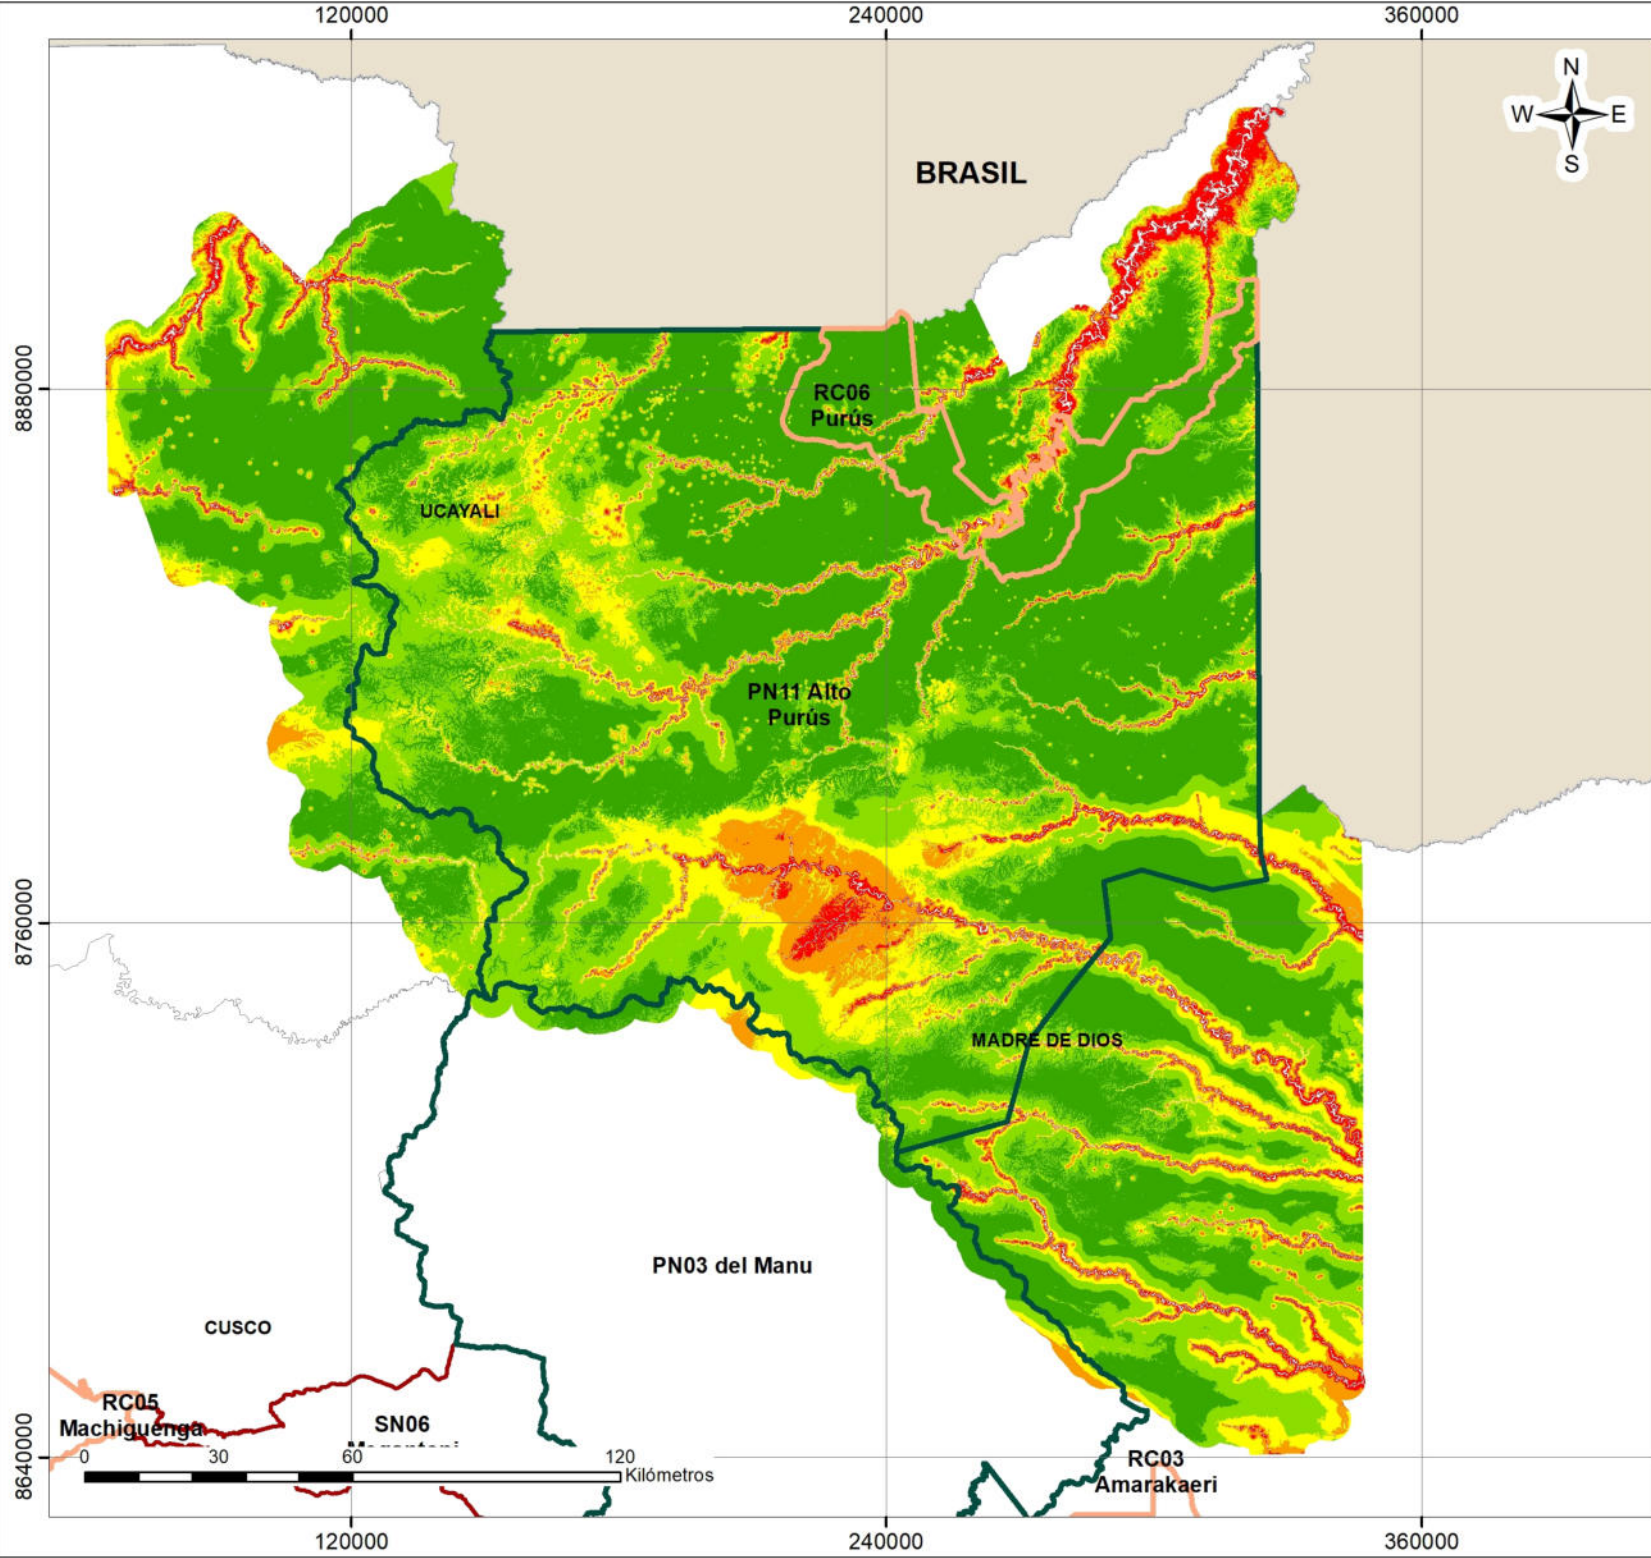 120000 240000 360000
N
W E
S
BRASIL
8880000
RC06
Purús
UCAYALI
PN11 Alto
Purús
8760000
MADRE DE DIOS
PN03 del Manu
CUSCO
RC05
Machiguenga
SN06
8640000
0 30 60 120
Kilómetros
RC03
Amarakaeri
120000 240000 360000